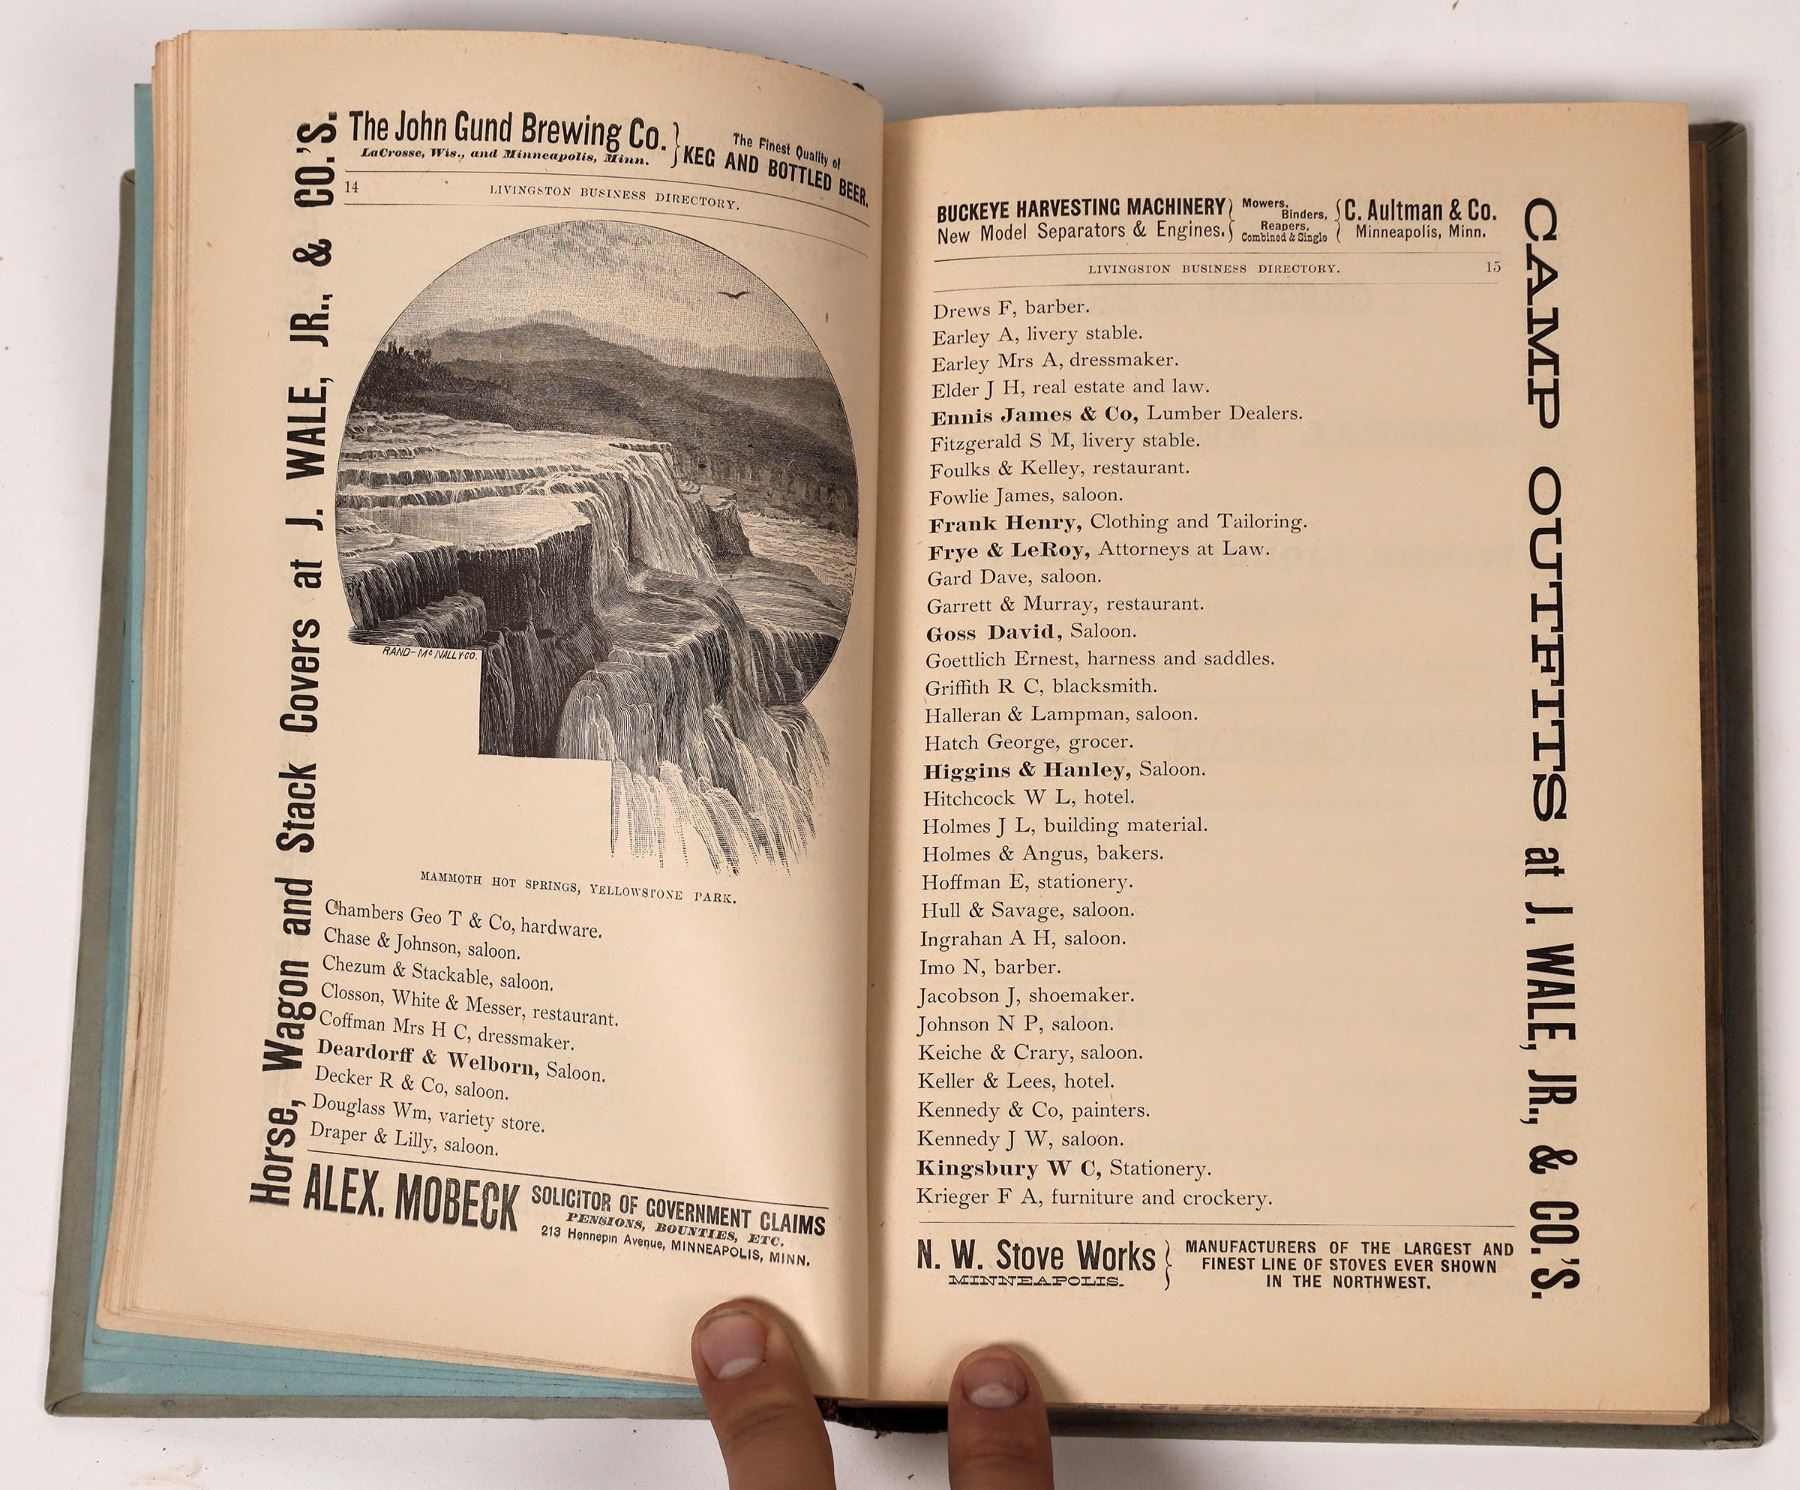 Horse, Wagon and Stack Covers at J. WALE, JR., & CO.'S.
The John Gund Brewing Co.
LaCrosse, Wis., and Minneapolis, Minn.
The Finest Quality of
KEG AND BOTTLED BEER.
14 LIVINGSTON BUSINESS DIRECTORY.
RAND-McNALLY CO.
MAMMOTH HOT SPRINGS, YELLOWSTONE PARK.
Chambers Geo T & Co, hardware.
Chase & Johnson, saloon.
Chezum & Stackable, saloon.
Closson, White & Messer, restaurant.
Coffman Mrs H C, dressmaker.
Deardorff & Welborn, Saloon.
Decker R & Co, saloon.
Douglass Wm, variety store.
Draper & Lilly, saloon.
ALEX. MOBECK
SOLICITOR OF GOVERNMENT CLAIMS
PENSIONS, BOUNTIES, ETC.
213 Hennepin Avenue, MINNEAPOLIS, MINN.
BUCKEYE HARVESTING MACHINERY
New Model Separators & Engines.
Mowers,
Binders,
Reapers,
Combined & Single
C. Aultman & Co.
Minneapolis, Minn.
LIVINGSTON BUSINESS DIRECTORY. 15
Drews F, barber.
Earley A, livery stable.
Earley Mrs A, dressmaker.
Elder J H, real estate and law.
Ennis James & Co, Lumber Dealers.
Fitzgerald S M, livery stable.
Foulks & Kelley, restaurant.
Fowlie James, saloon.
Frank Henry, Clothing and Tailoring.
Frye & LeRoy, Attorneys at Law.
Gard Dave, saloon.
Garrett & Murray, restaurant.
Goss David, Saloon.
Goettlich Ernest, harness and saddles.
Griffith R C, blacksmith.
Halleran & Lampman, saloon.
Hatch George, grocer.
Higgins & Hanley, Saloon.
Hitchcock W L, hotel.
Holmes J L, building material.
Holmes & Angus, bakers.
Hoffman E, stationery.
Hull & Savage, saloon.
Ingrahan A H, saloon.
Imo N, barber.
Jacobson J, shoemaker.
Johnson N P, saloon.
Keiche & Crary, saloon.
Keller & Lees, hotel.
Kennedy & Co, painters.
Kennedy J W, saloon.
Kingsbury W C, Stationery.
Krieger F A, furniture and crockery.
N. W. Stove Works
MINNEAPOLIS.
MANUFACTURERS OF THE LARGEST AND
FINEST LINE OF STOVES EVER SHOWN
IN THE NORTHWEST.
CAMP OUTFITS at J. WALE, JR., & CO.'S.